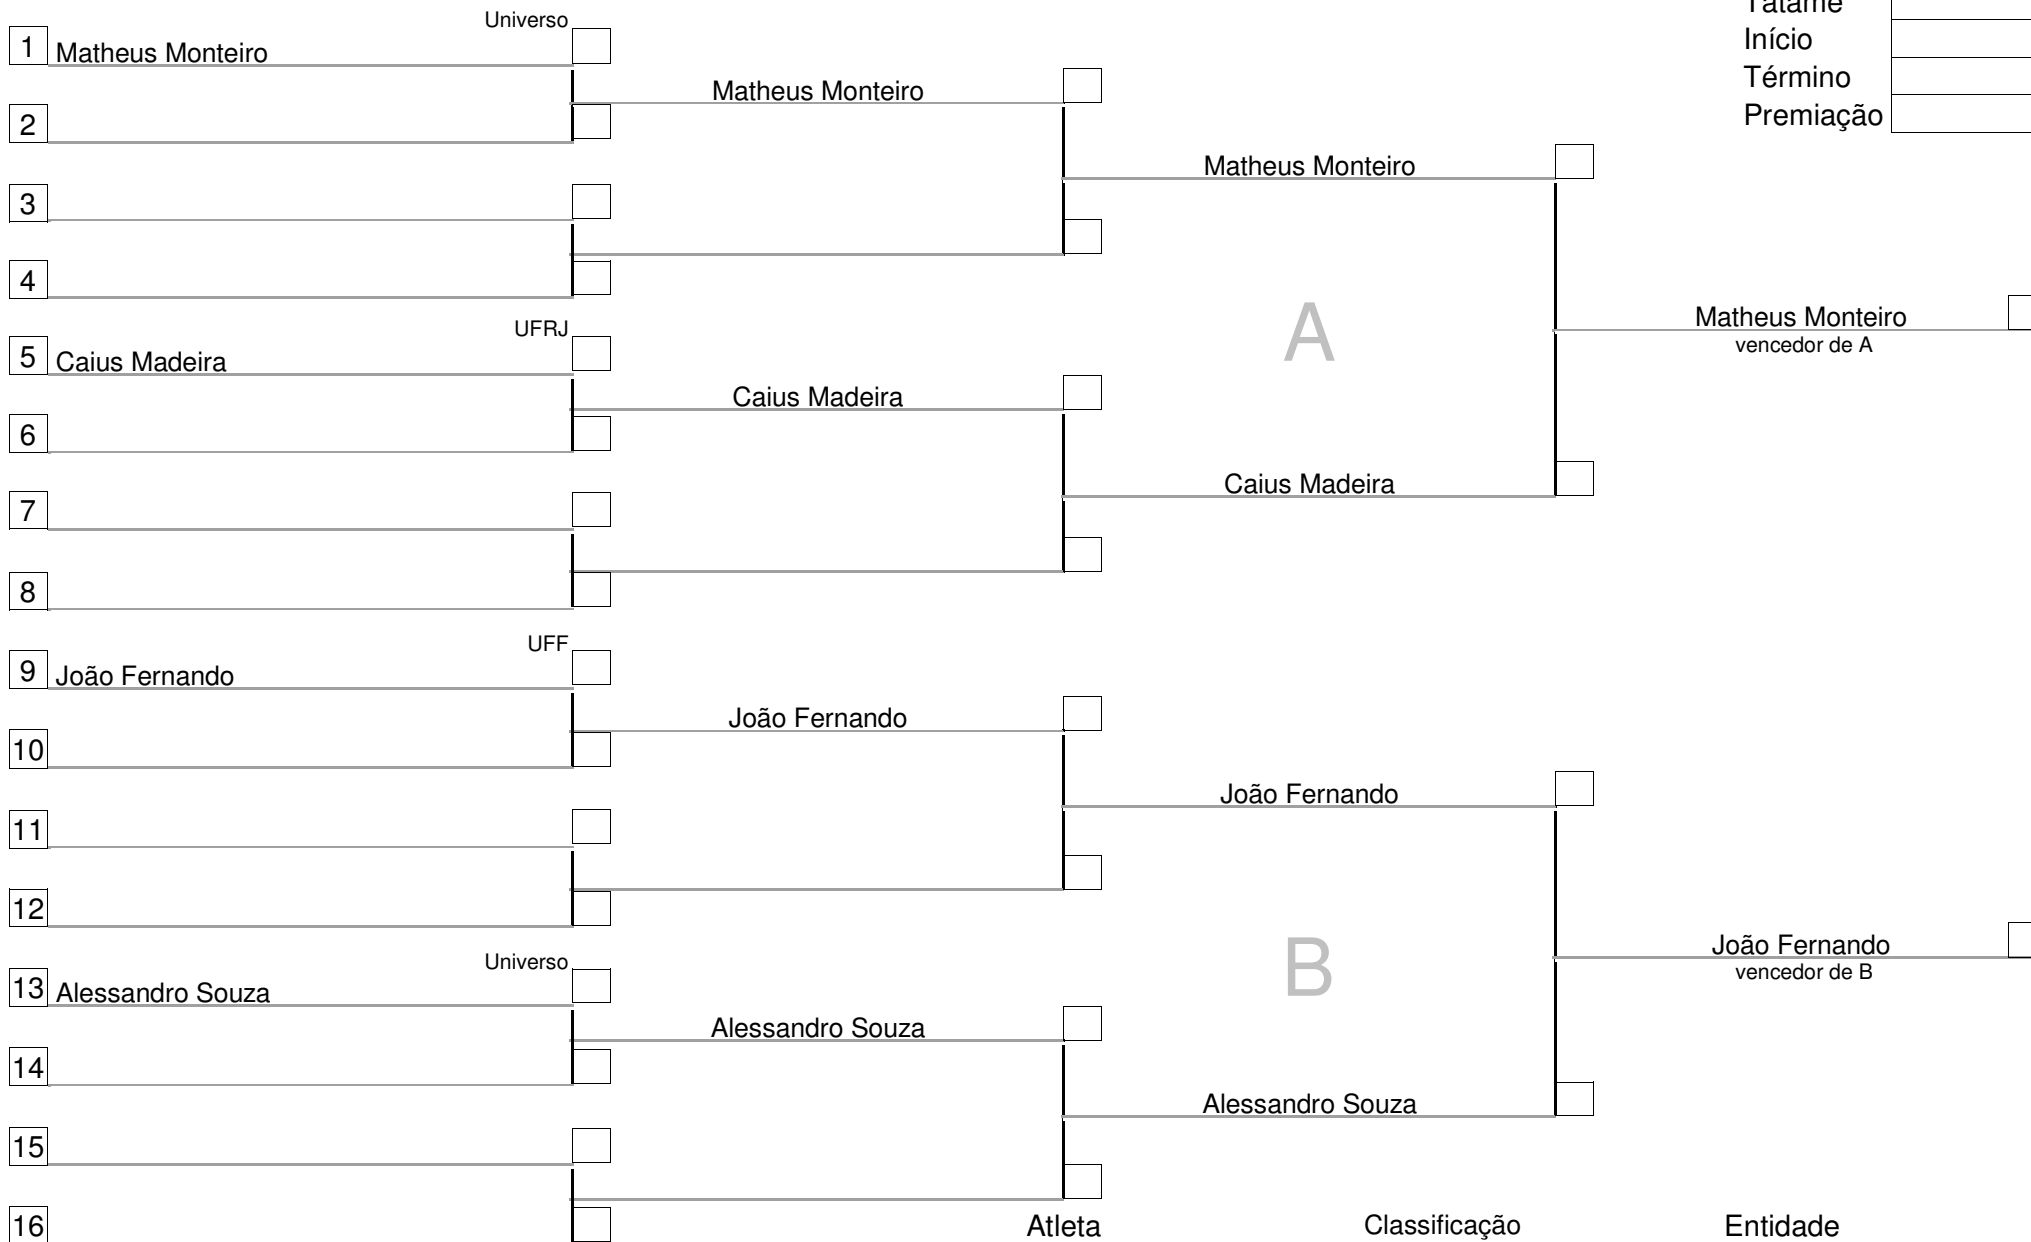 Tatame
Universo
1 Matheus Monteiro
Início
Término
Matheus Monteiro
Premiação
2
Matheus Monteiro
3
4
UFRJ
A
Matheus Monteiro
vencedor de A
5 Caius Madeira
Caius Madeira
6
Caius Madeira
7
8
UFF
9 João Fernando
João Fernando
10
João Fernando
11
12
Universo
B
João Fernando
vencedor de B
13 Alessandro Souza
Alessandro Souza
14
Alessandro Souza
15
16 Atleta Classificação Entidade